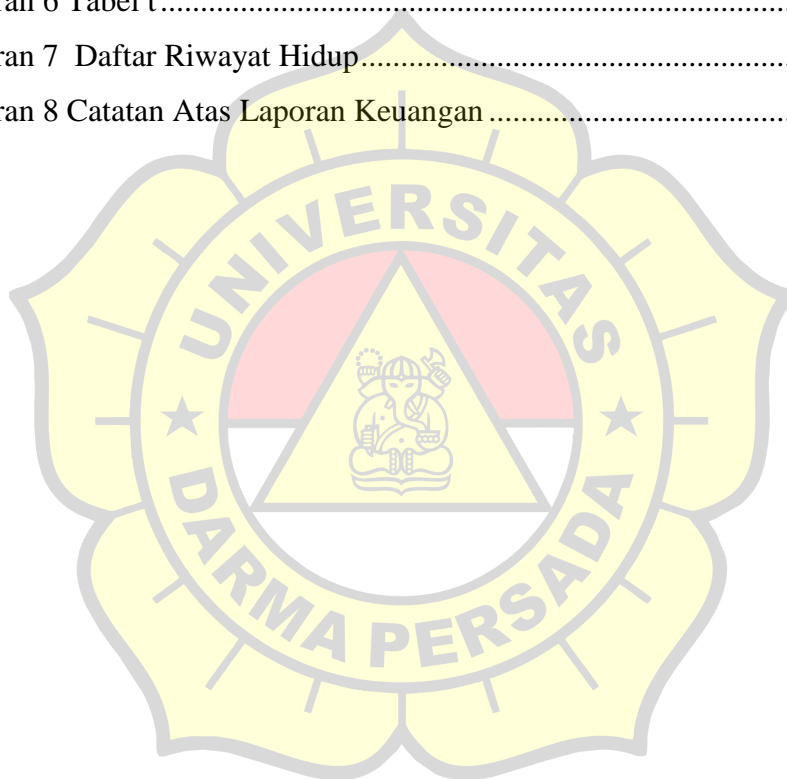 ran 6 Tabel t................................................................................
ran 7  Daftar Riwayat Hidup......................................................
ran 8 Catatan Atas Laporan Keuangan ......................................
UNIVERSITAS
DARMA PERSADA